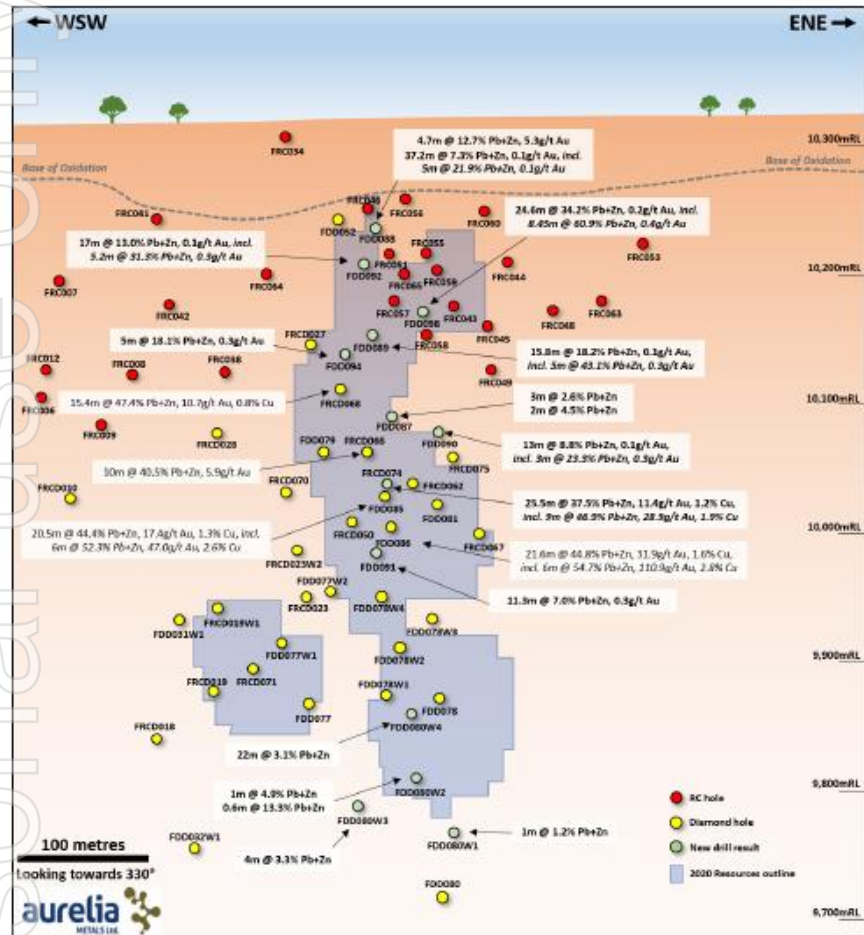 ← WSW
ENE →
FRC034
4.7m @ 12.7% Pb+Zn, 5.3g/t Au
37.2m @ 7.3% Pb+Zn, 0.1g/t Au, incl.
5m @ 21.9% Pb+Zn, 0.1g/t Au
10,300mRL
Base of Oxidation
Base of Oxidation
FRC041
FRC046
FRC056
FDD052
FDD088
24.6m @ 34.2% Pb+Zn, 0.2g/t Au, incl.
8.45m @ 60.9% Pb+Zn, 0.4g/t Au
FRC060
17m @ 13.0% Pb+Zn, 0.1g/t Au, incl.
5.2m @ 31.3% Pb+Zn, 0.3g/t Au
FRC055
FRC051
FDD092
FRC059
FRC065
FRC044
FRC053
10,200mRL
FRC007
FRC064
FRC042
FRC057
FDD098
FRC043
FRC048
FRC063
FRC045
5m @ 18.1% Pb+Zn, 0.3g/t Au
FRCD027
FDD089
FRC058
FDD094
15.8m @ 18.2% Pb+Zn, 0.1g/t Au,
incl. 5m @ 43.1% Pb+Zn, 0.3g/t Au
FRC012
FRC008
FRC038
FRC049
15.4m @ 47.4% Pb+Zn, 10.7g/t Au, 0.8% Cu
FRCD068
3m @ 2.6% Pb+Zn
2m @ 4.5% Pb+Zn
10,100mRL
FRC006
FRC009
FRCD028
FDD087
FDD090
13m @ 8.8% Pb+Zn, 0.1g/t Au,
incl. 3m @ 23.3% Pb+Zn, 0.3g/t Au
FDD079
FRCD066
FRCD075
10m @ 40.5% Pb+Zn, 5.9g/t Au
FRCD074
FRCD062
FRCD010
FRCD070
FDD085
FDD081
25.5m @ 37.5% Pb+Zn, 11.4g/t Au, 1.2% Cu
incl. 9m @ 46.9% Pb+Zn, 28.9g/t Au, 1.9% Cu
20.5m @ 44.4% Pb+Zn, 17.4g/t Au, 1.3% Cu, incl.
6m @ 52.3% Pb+Zn, 47.0g/t Au, 2.6% Cu
FRCD050
FDD086
FRCD067
10,000mRL
FRCD023W2
FDD091
21.6m @ 44.8% Pb+Zn, 31.9g/t Au, 1.6% Cu,
incl. 6m @ 54.7% Pb+Zn, 110.9g/t Au, 2.8% Cu
FDD077W2
FRCD023
FDD078W4
11.3m @ 7.0% Pb+Zn, 0.3g/t Au
FRCD019W1
FDD031W1
FDD078W3
FDD077W1
FDD078W2
9,900mRL
FRCD019
FRCD071
FDD078W1
FDD077
FDD078
FRCD018
FDD080W4
22m @ 3.1% Pb+Zn
1m @ 4.9% Pb+Zn
0.6m @ 13.3% Pb+Zn
FDD080W2
9,800mRL
FDD080W3
RC hole
100 metres
FDD032W1
4m @ 3.3% Pb+Zn
FDD080W1
1m @ 1.2% Pb+Zn
Diamond hole
New drill result
Looking towards 330°
FDD080
2020 Resources outline
aurelia
METALS Ltd.
9,700mRL